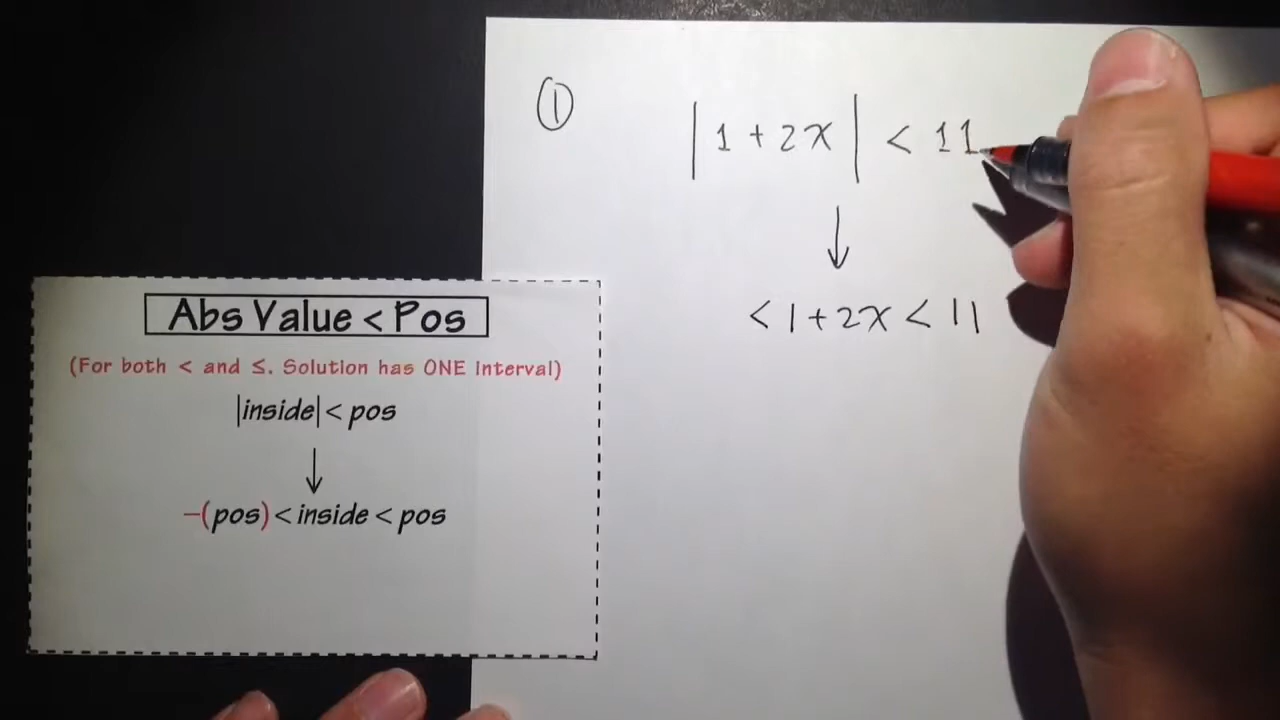 ①
|1+2x| < 11
↓
< 1+2x < 11
Abs Value < Pos
(For both < and ≤. Solution has ONE interval)
|inside| < pos
↓
-(pos) < inside < pos